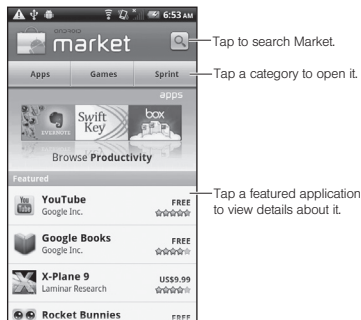 6:53 AM
ANDROID
market
Tap to search Market.
Apps
Games
Sprint
Tap a category to open it.
apps
EVERNOTE
Swift
Key
box
Browse Productivity
Featured
You
Tube
YouTube
FREE
Google Inc.
Tap a featured application
to view details about it.
Google Books
FREE
Google Inc.
X-Plane 9
US$9.99
Laminar Research
Rocket Bunnies
FREE